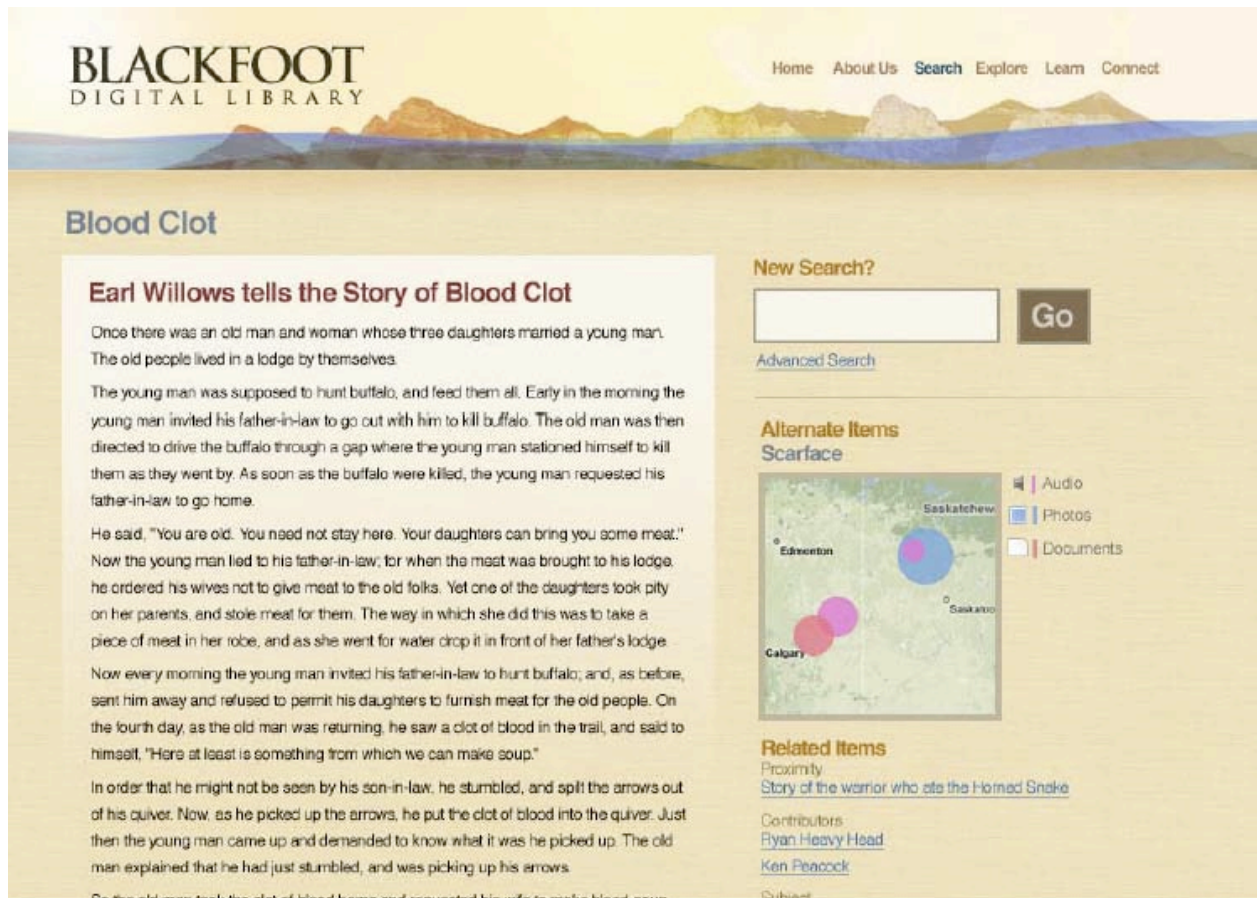 BLACKFOOT
DIGITAL LIBRARY
Home About Us Search Explore Learn Connect
Blood Clot
Earl Willows tells the Story of Blood Clot
Once there was an old man and woman whose three daughters married a young man.
The old people lived in a lodge by themselves.
The young man was supposed to hunt buffalo, and feed them all. Early in the morning the
young man invited his father-in-law to go out with him to kill buffalo. The old man was then
directed to drive the buffalo through a gap where the young man stationed himself to kill
them as they went by. As soon as the buffalo were killed, the young man requested his
father-in-law to go home.
He said, "You are old. You need not stay here. Your daughters can bring you some meat."
Now the young man lied to his father-in-law; for when the meat was brought to his lodge,
he ordered his wives not to give meat to the old folks. Yet one of the daughters took pity
on her parents, and stole meat for them. The way in which she did this was to take a
piece of meat in her robe, and as she went for water drop it in front of her father's lodge.
Now every morning the young man invited his father-in-law to hunt buffalo; and, as before,
sent him away and refused to permit his daughters to furnish meat for the old people. On
the fourth day, as the old man was returning, he saw a clot of blood in the trail, and said to
himself, "Here at least is something from which we can make soup."
In order that he might not be seen by his son-in-law, he stumbled, and spilt the arrows out
of his quiver. Now, as he picked up the arrows, he put the clot of blood into the quiver. Just
then the young man came up and demanded to know what it was he picked up. The old
man explained that he had just stumbled, and was picking up his arrows.
New Search?
Go
Advanced Search
Alternate Items
Scarface
Saskatchew
Edmonton
Saskatoo
Calgary
Audio
Photos
Documents
Related Items
Proximity
Story of the warrior who ate the Horned Snake
Contributors
Ryan Heavy Head
Ken Peacock
Subject